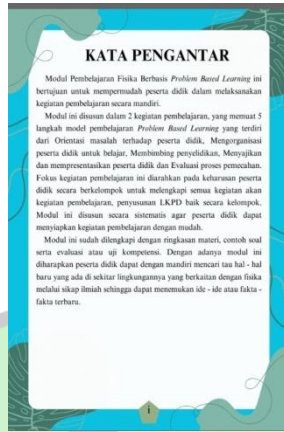 KATA PENGANTAR
Modul Pembelajaran Fisika Berbasis Problem Based Learning ini
bertujuan untuk mempermudah peserta didik dalam melaksanakan
kegiatan pembelajaran secara mandiri.
Modul ini disusun dalam 2 kegiatan pembelajaran, yang memuat 5
langkah model pembelajaran Problem Based Learning yang terdiri
dari Orientasi masalah terhadap peserta didik, Mengorganisasi
peserta didik untuk belajar, Membimbing penyelidikan, Menyajikan
dan mempresentasikan peserta didik dan Evaluasi proses pemecahan.
Fokus kegiatan pembelajaran ini diarahkan pada keharusan peserta
didik secara berkelompok untuk melengkapi semua kegiatan akan
kegiatan pembelajaran, penyusunan LKPD baik secara kelompok.
Modul ini disusun secara sistematis agar peserta didik dapat
menyiapkan kegiatan pembelajaran dengan mudah.
Modul ini sudah dilengkapi dengan ringkasan materi, contoh soal
serta evaluasi atau uji kompetensi. Dengan adanya modul ini
diharapkan peserta didik dapat dengan mandiri mencari tau hal - hal
baru yang ada di sekitar lingkungannya yang berkaitan dengan fisika
melalui sikap ilmiah sehingga dapat menemukan ide - ide atau fakta -
fakta terbaru.
i